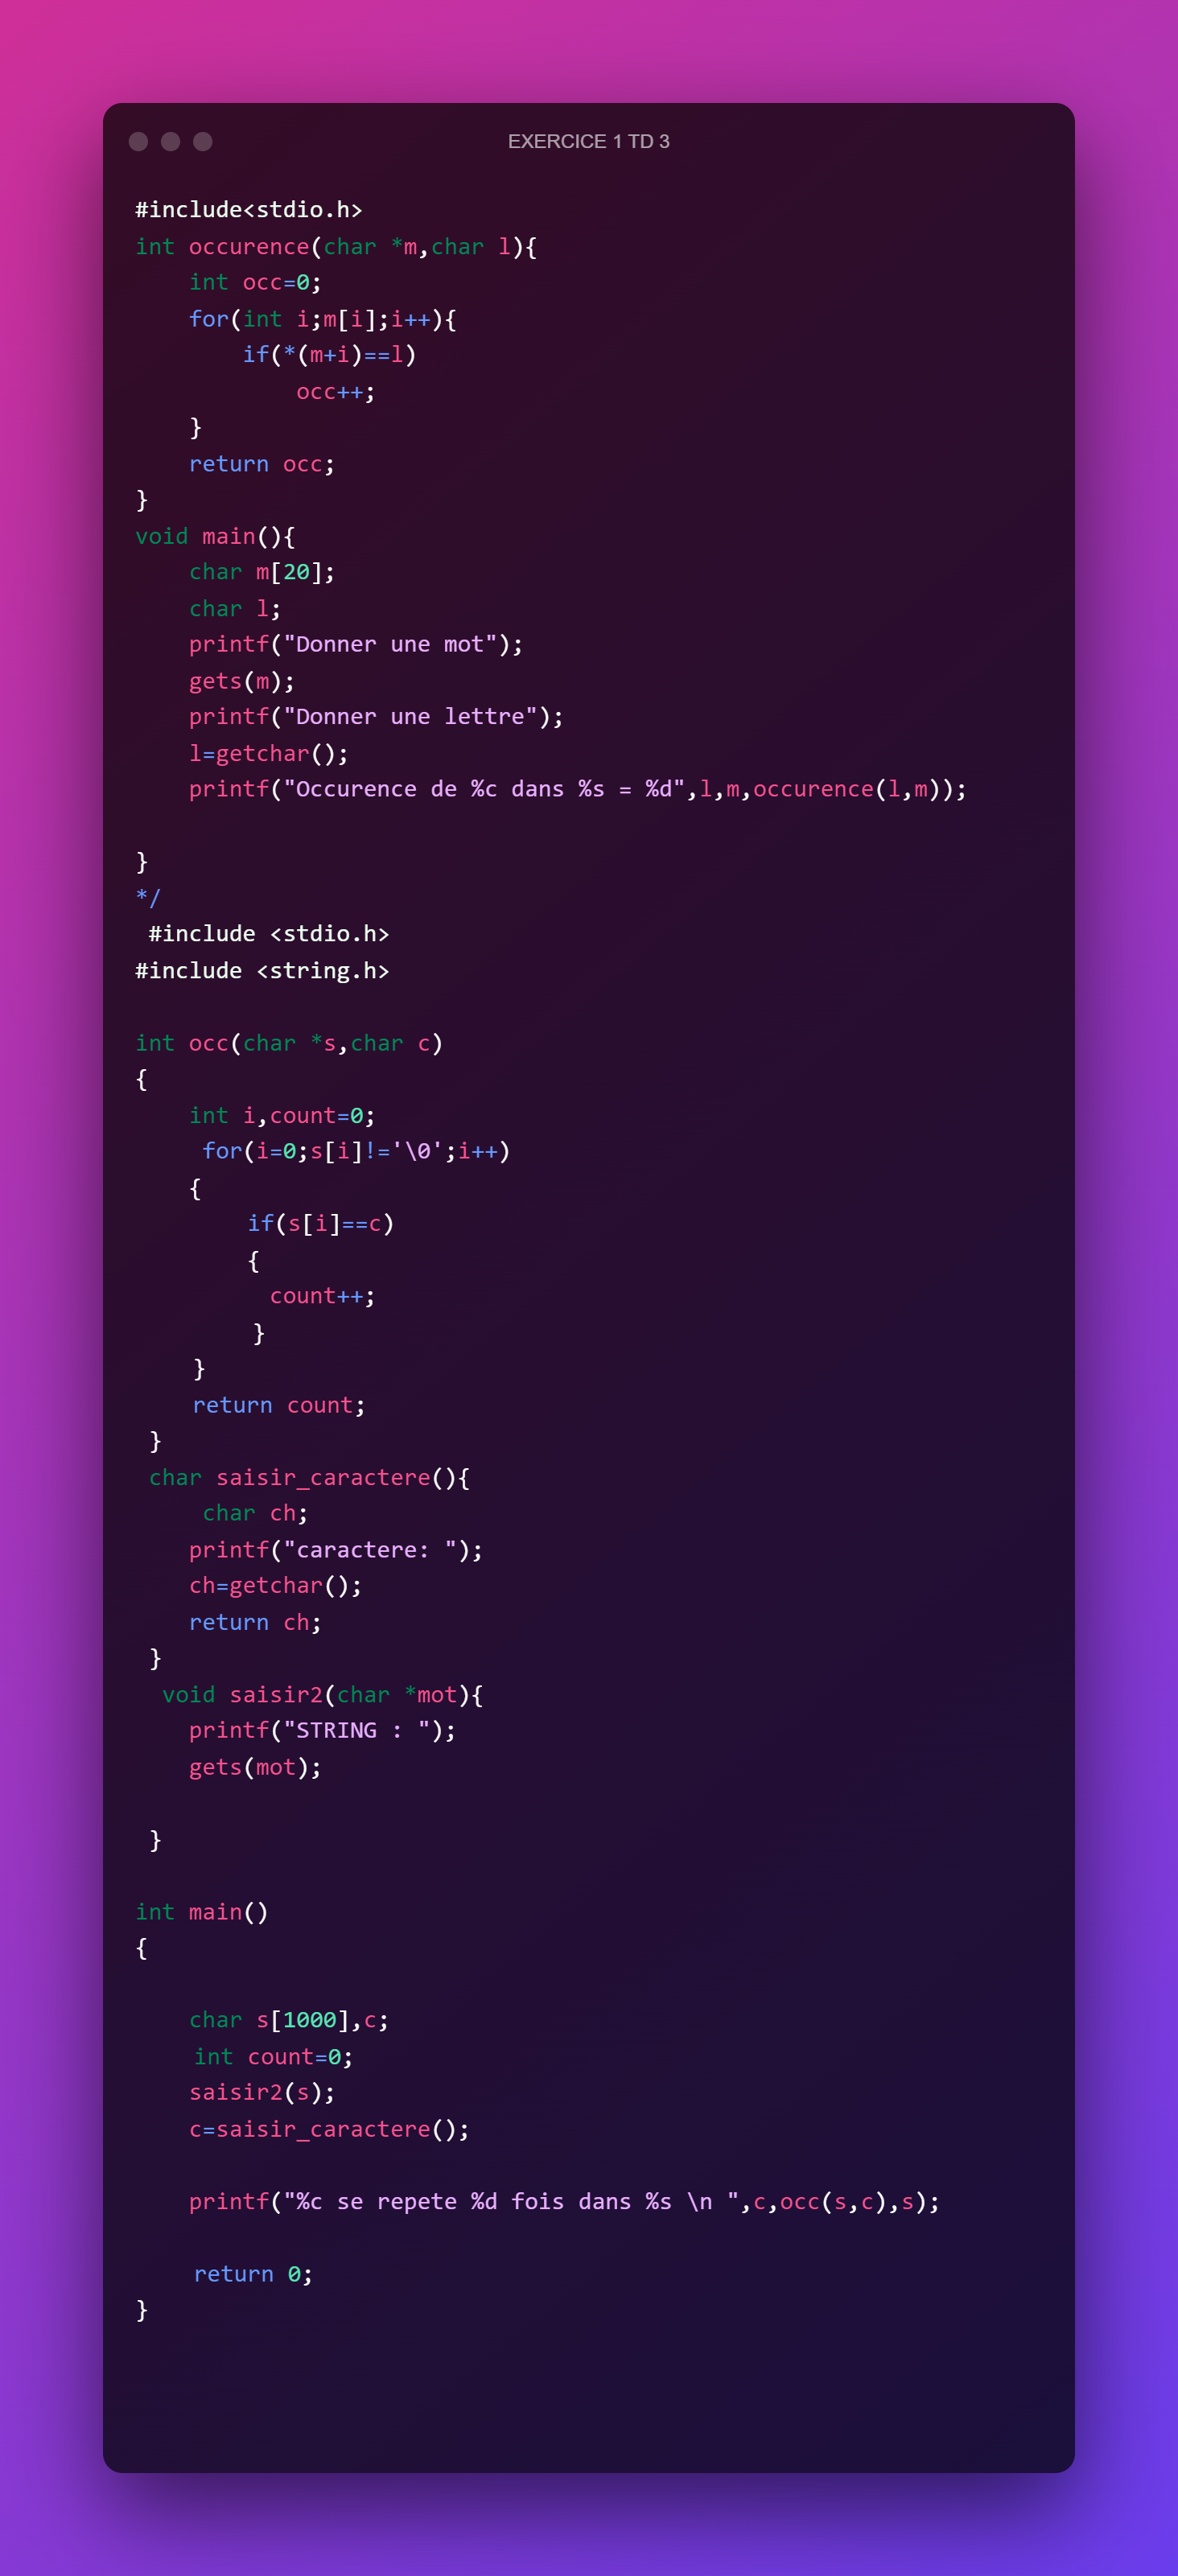 EXERCICE 1 TD 3
#include<stdio.h>
int occurence(char *m,char l){
    int occ=0;
    for(int i;m[i];i++){
        if(*(m+i)==l)
            occ++;
    }
    return occ;
}
void main(){
    char m[20];
    char l;
    printf("Donner une mot");
    gets(m);
    printf("Donner une lettre");
    l=getchar();
    printf("Occurence de %c dans %s = %d",l,m,occurence(l,m));

}
*/
 #include <stdio.h>
#include <string.h>

int occ(char *s,char c)
{
    int i,count=0;
     for(i=0;s[i]!='\0';i++)
    {
        if(s[i]==c)
        {
          count++;
         }
    }
    return count;
 }
 char saisir_caractere(){
     char ch;
    printf("caractere: ");
    ch=getchar();
    return ch;
 }
  void saisir2(char *mot){
    printf("STRING : ");
    gets(mot);

 }

int main()
{

    char s[1000],c;
    int count=0;
    saisir2(s);
    c=saisir_caractere();

    printf("%c se repete %d fois dans %s \n ",c,occ(s,c),s);

    return 0;
}